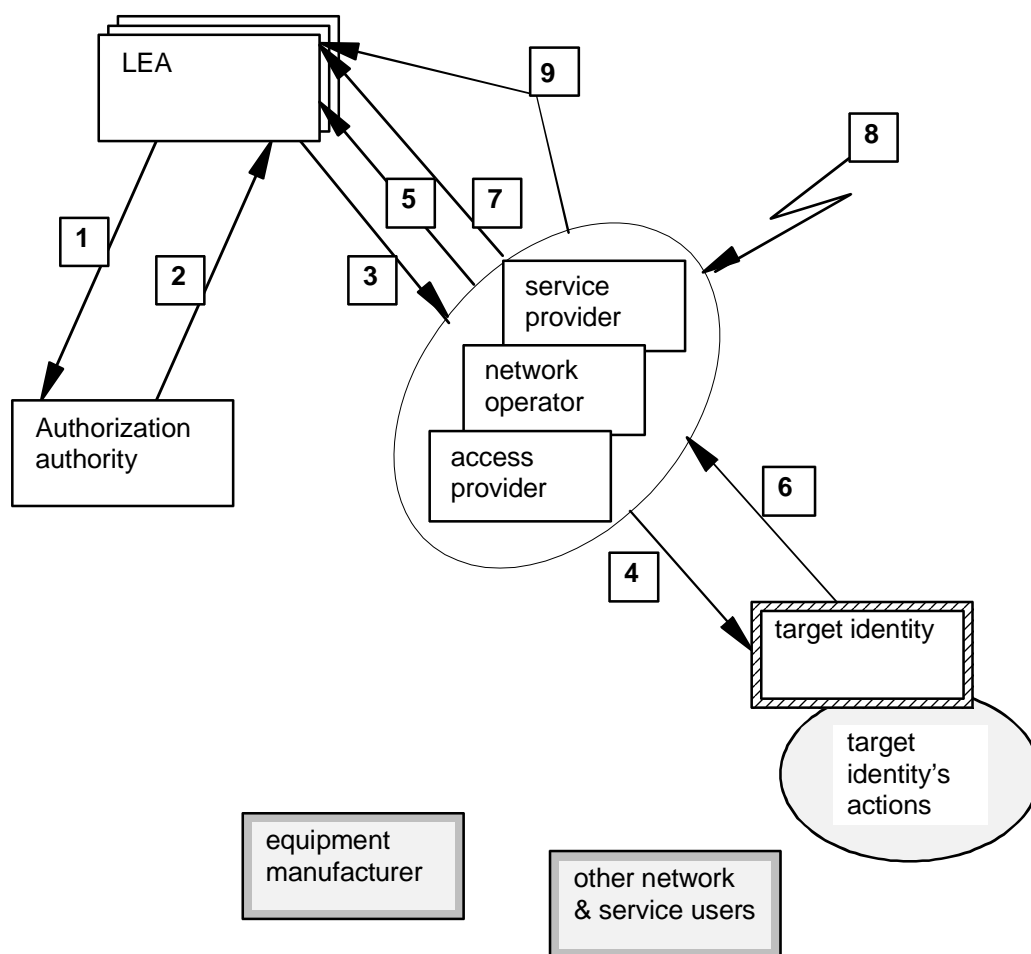 LEA
9
8
5
7
1
2
3
service
provider
network
operator
Authorization
authority
access
provider
6
4
target identity
target
identity's
actions
equipment
manufacturer
other network
& service users